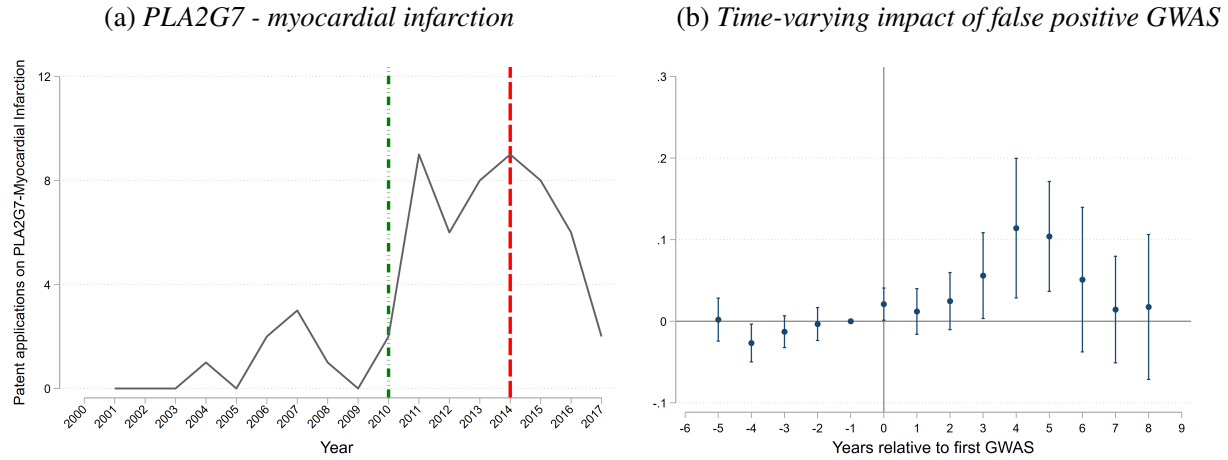 (a) PLA2G7 - myocardial infarction
Patent applications on PLA2G7-Myocardial Infarction
12
8
4
0
2000 2001 2002 2003 2004 2005 2006 2007 2008 2009 2010 2011 2012 2013 2014 2015 2016 2017
Year
(b) Time-varying impact of false positive GWAS
.3
.2
.1
0
-.1
-6 -5 -4 -3 -2 -1 0 1 2 3 4 5 6 7 8 9
Years relative to first GWAS